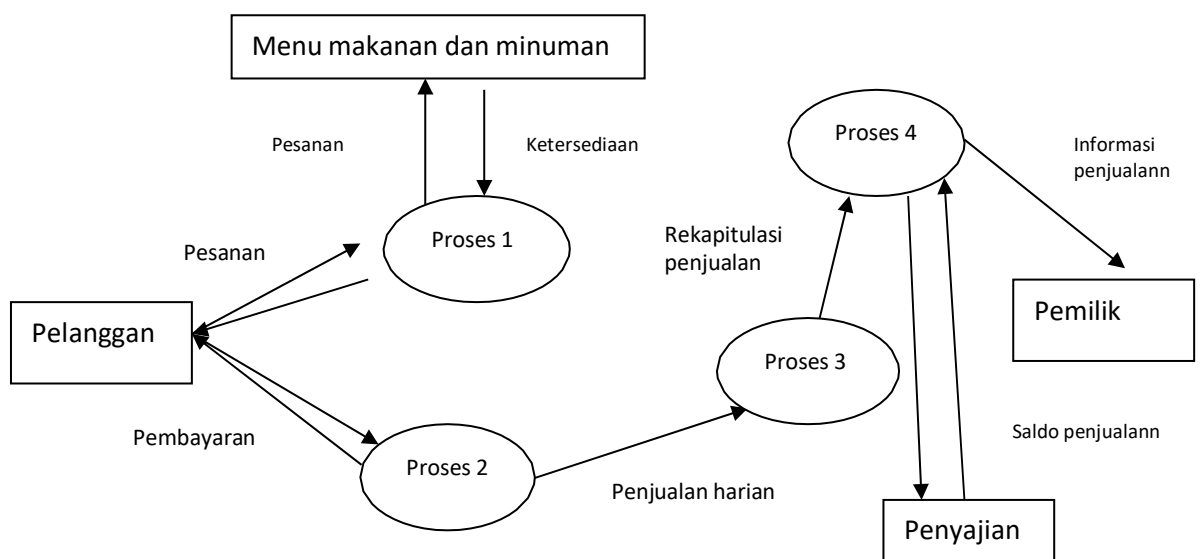 Menu makanan dan minuman
Pesanan
Ketersediaan
Proses 4
Informasi
penjualann
Proses 1
Pesanan
Rekapitulasi
penjualan
Pelanggan
Pemilik
Proses 3
Pembayaran
Proses 2
Penjualan harian
Saldo penjualann
Penyajian